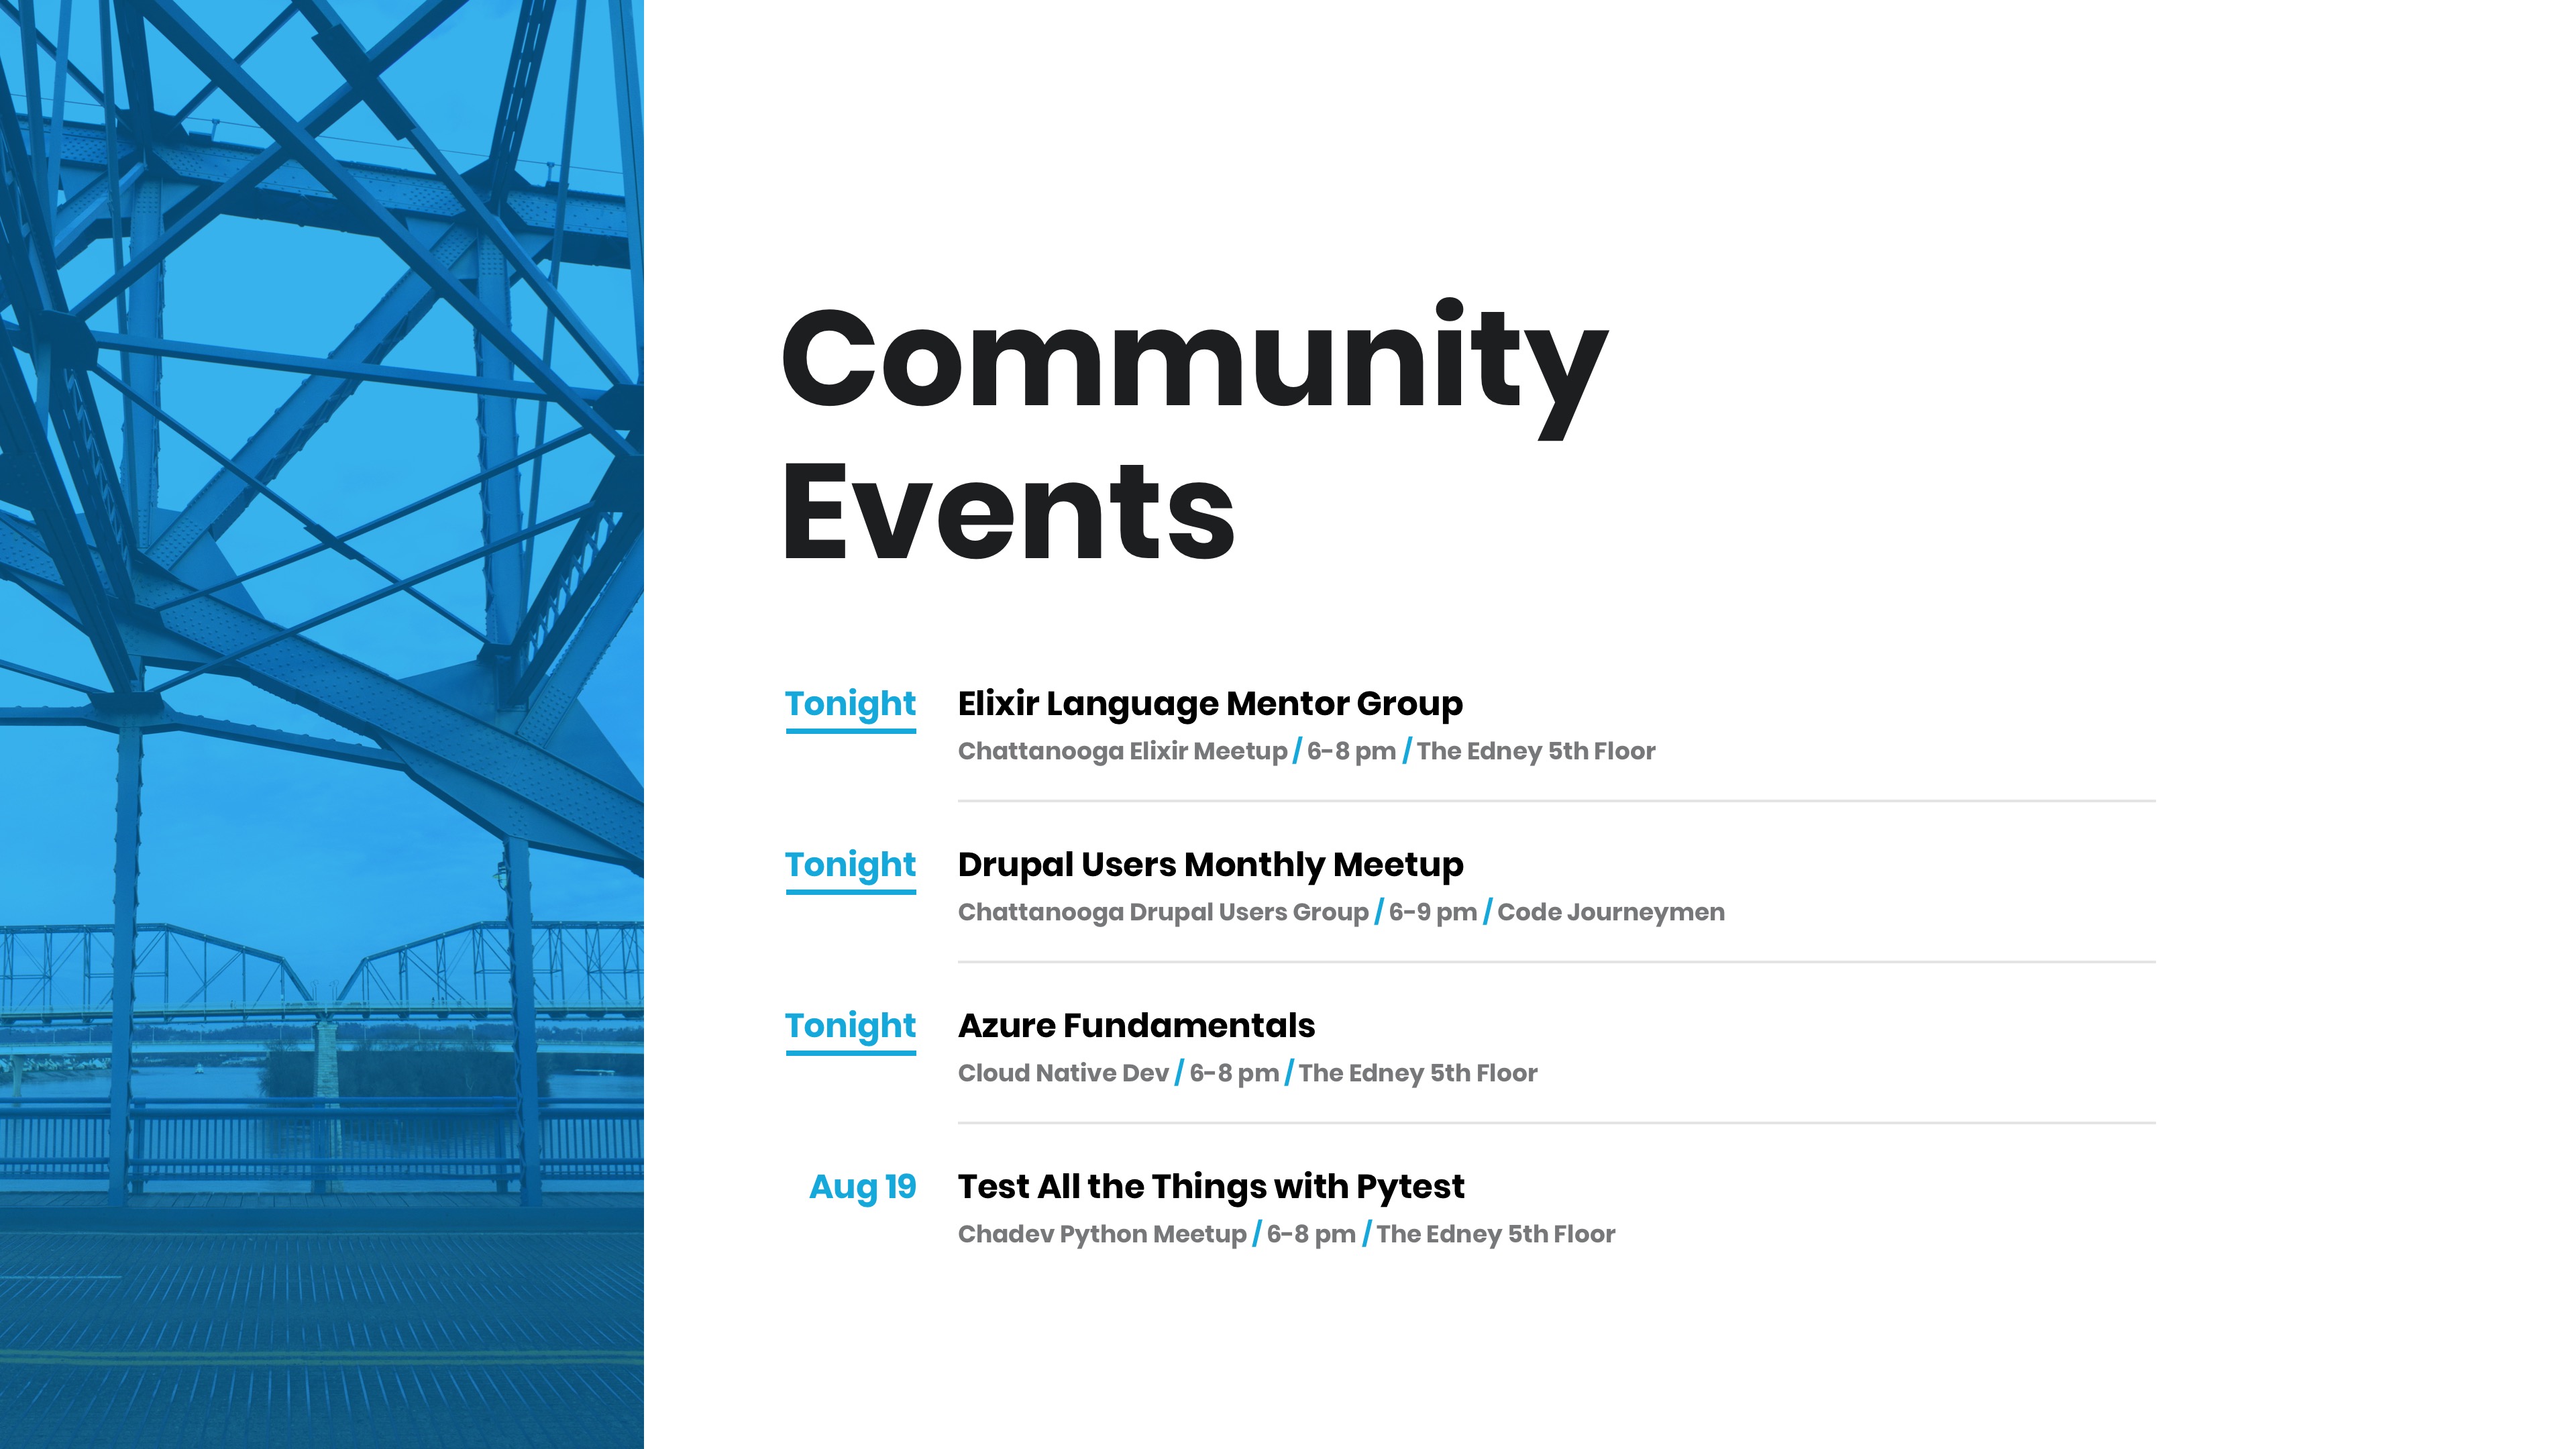 Community
Events
Tonight
Elixir Language Mentor Group
Chattanooga Elixir Meetup / 6-8 pm / The Edney 5th Floor
Tonight
Drupal Users Monthly Meetup
Chattanooga Drupal Users Group / 6-9 pm / Code Journeymen
Tonight
Azure Fundamentals
Cloud Native Dev / 6-8 pm / The Edney 5th Floor
Aug 19
Test All the Things with Pytest
Chadev Python Meetup / 6-8 pm / The Edney 5th Floor